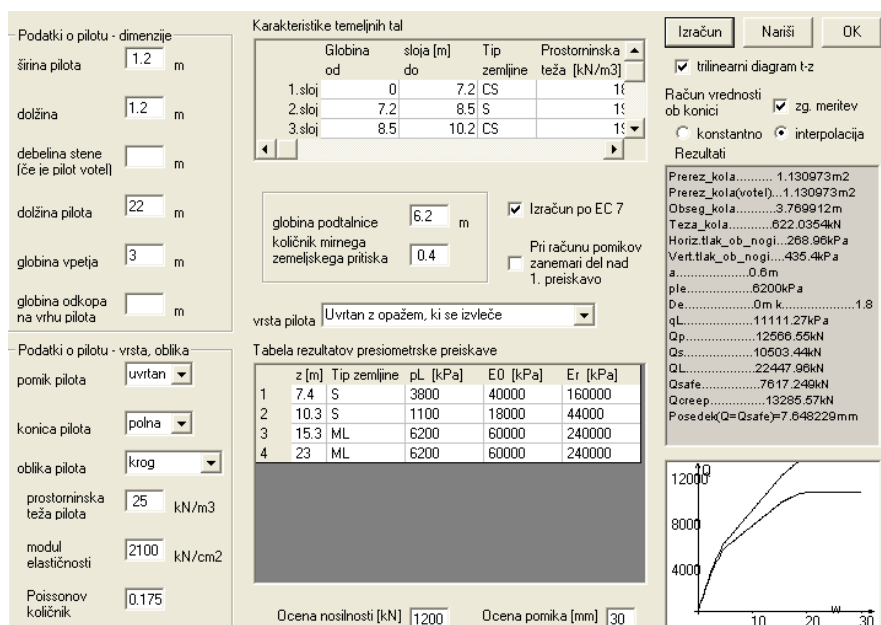 Podatki o pilotu - dimenzije
širina pilota 1.2 m
dolžina 1.2 m
debelina stene
(če je pilot votel) m
dolžina pilota 22 m
globina vpetja 3 m
globina odkopa
na vrhu pilota m
Podatki o pilotu - vrsta, oblika
pomik pilota uvrtan
konica pilota polna
oblika pilota krog
prostorninska
teža pilota 25 kN/m3
modul
elastičnosti 2100 kN/cm2
Poissonov
količnik 0.175
Karakteristike temeljnih tal
Globina sloja [m] Tip Prostorninska
od do zemljine teža [kN/m3]
1.sloj 0 7.2 CS 18
2.sloj 7.2 8.5 S
3.sloj 8.5 10.2 CS
globina podtalnice 6.2 m
količnik mirnega
zemeljskega pritiska 0.4
Izračun po EC 7
Pri računu pomikov
zanemari del nad
1. preiskavo
vrsta pilota Uvrtan z opažem, ki se izvleče
Tabela rezultatov presiometrske preiskave
z [m] Tip zemljine pL [kPa] E0 [kPa] Er [kPa]
1 7.4 S 3800 40000 160000
2 10.3 S 1100 18000 44000
3 15.3 ML 6200 60000 240000
4 23 ML 6200 60000 240000
Ocena nosilnosti [kN] 1200 Ocena pomika [mm] 30
Izračun Nariši OK
trilinearni diagram t-z
Račun vrednosti
ob konici zg. meritev
konstantno interpolacija
Rezultati
Prerez_kola.......... 1.130973m2
Prerez_kola(votel)...1.130973m2
Obseg_kola..........3.769912m
Teza_kola..........622.0354kN
Horiz.tlak_ob_nogi...268.96kPa
Vert.tlak_ob_nogi....435.4kPa
a...................0.6m
ple...................6200kPa
De...................0m k...................1.8
qL..................11111.27kPa
Qp..................12566.55kN
Qs..................10503.44kN
QL..................22447.96kN
Qsafe...............7617.249kN
Qcreep..............13285.57kN
Posedek(Q=Qsafe)=7.648229mm
12000 Q
8000
4000
W
10 20 30